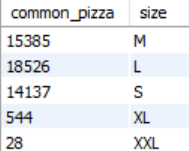 common_pizza size
15385 M
18526 L
14137 S
544 XL
28 XXL